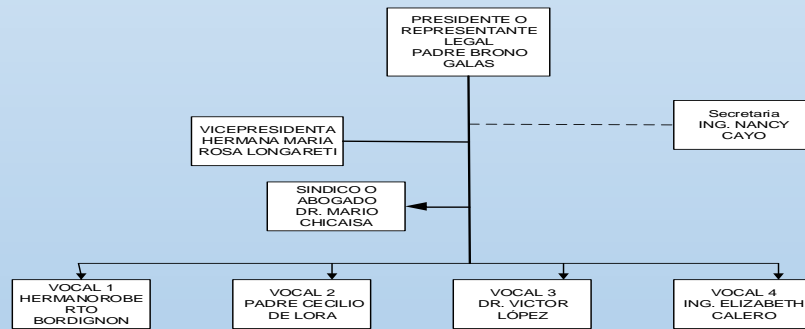 PRESIDENTE O
REPRESENTANTE
LEGAL
PADRE BRONO
GALAS
Secretaria
ING. NANCY
CAYO
VICEPRESIDENTA
HERMANA MARIA
ROSA LONGARETI
SINDICO O
ABOGADO
DR. MARIO
CHICAISA
VOCAL 1
HERMANOROBE
RTO
BORDIGNON
VOCAL 2
PADRE CECILIO
DE LORA
VOCAL 3
DR. VICTOR
LÓPEZ
VOCAL 4
ING. ELIZABETH
CALERO